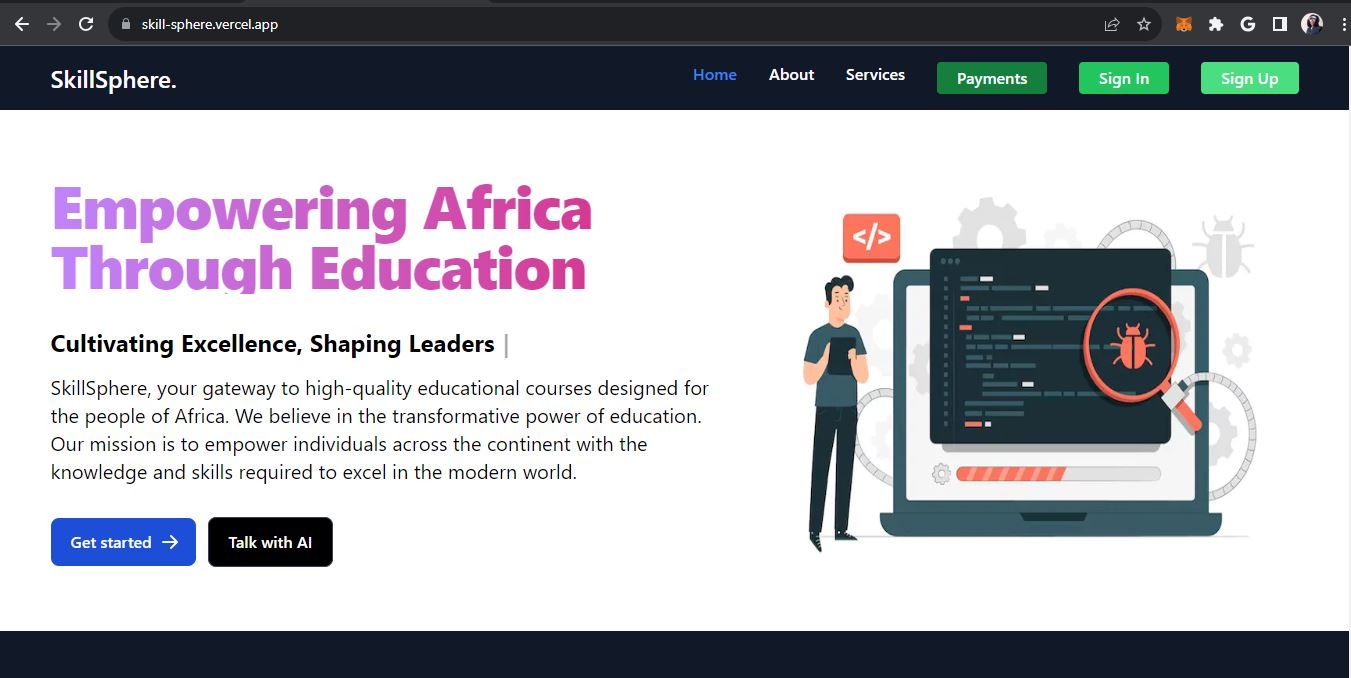 skill-sphere.vercel.app
SkillSphere.
Home
About
Services
Payments
Sign In
Sign Up
Empowering Africa
Through Education
</>
Cultivating Excellence, Shaping Leaders |
SkillSphere, your gateway to high-quality educational courses designed for
the people of Africa. We believe in the transformative power of education.
Our mission is to empower individuals across the continent with the
knowledge and skills required to excel in the modern world.
Get started →
Talk with AI